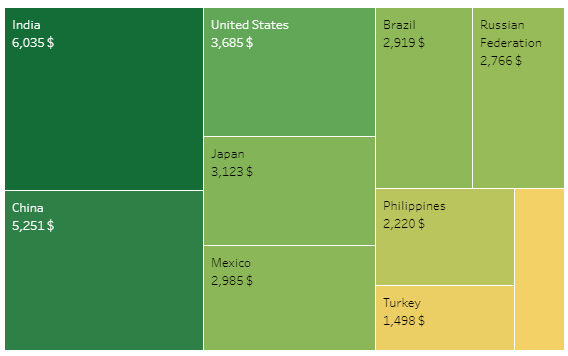 India
6,035 $
China
5,251 $
United States
3,685 $
Japan
3,123 $
Mexico
2,985 $
Brazil
2,919 $
Russian
Federation
2,766 $
Philippines
2,220 $
Turkey
1,498 $